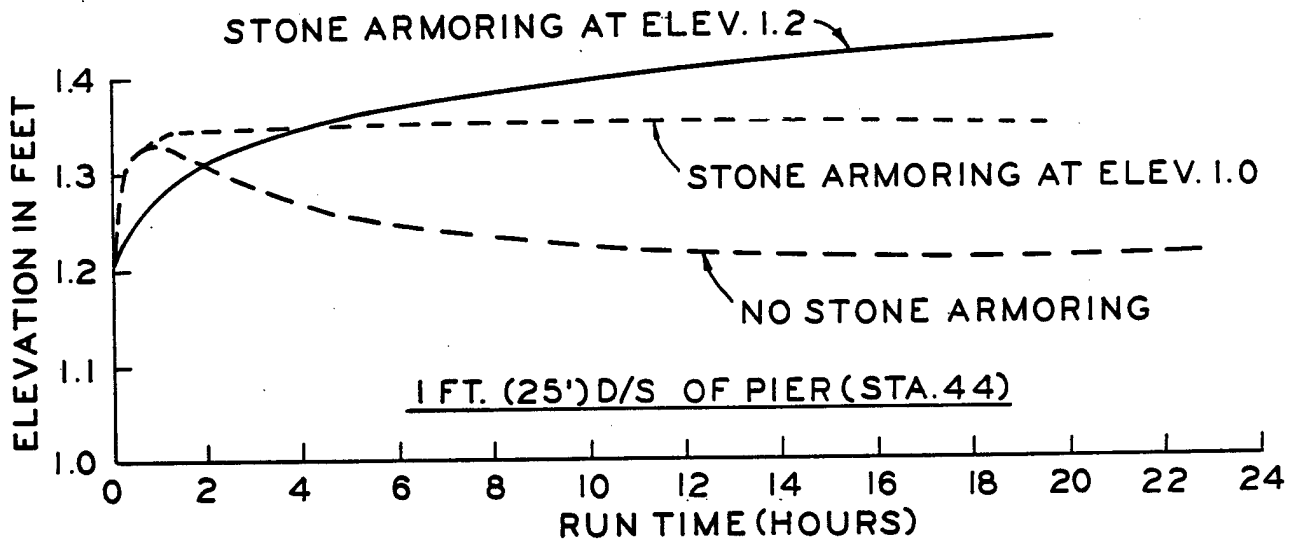 STONE ARMORING AT ELEV. 1.2
1.4
1.3
1.2
1.1
1.0
ELEVATION IN FEET
STONE ARMORING AT ELEV. 1.0
NO STONE ARMORING
1 FT. (25') D/S OF PIER (STA. 44)
0 2 4 6 8 10 12 14 16 18 20 22 24
RUN TIME (HOURS)